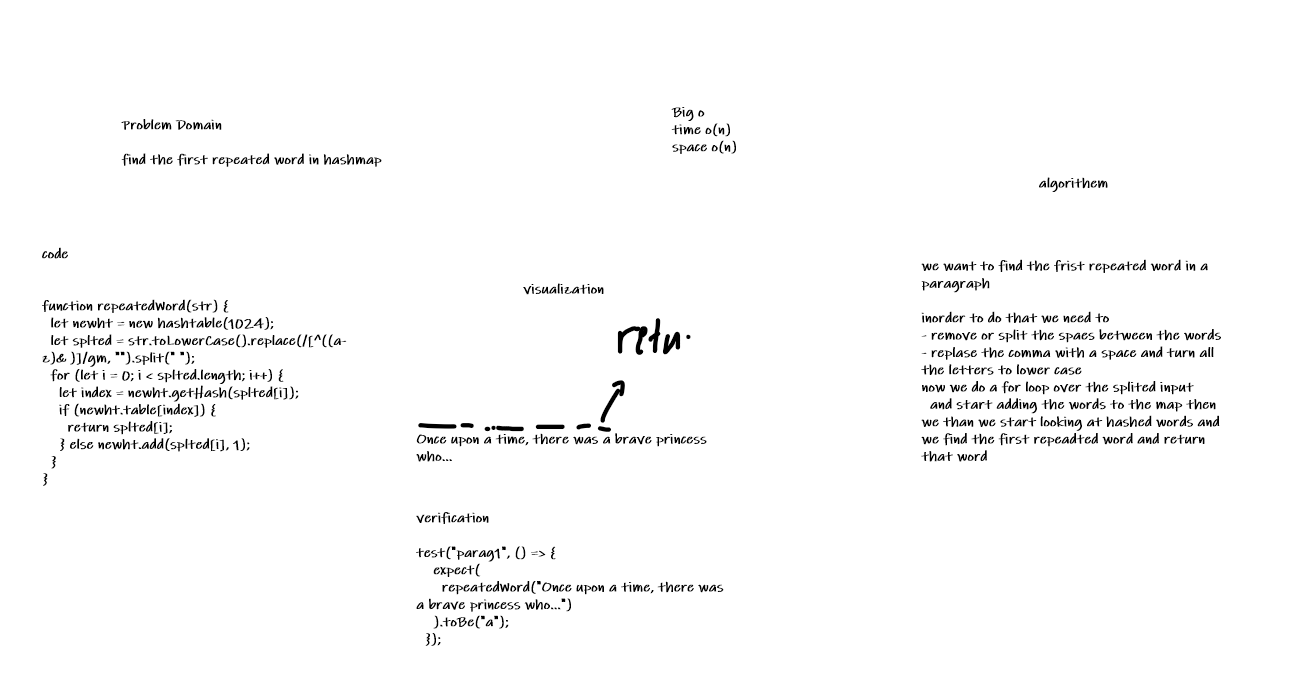 Problem Domain
find the first repeated word in hashmap
Big o
time o(n)
space o(n)
algorithem
we want to find the frist repeated word in a
paragraph
inorder to do that we need to
- remove or split the spaes between the words
- replase the comma with a space and turn all
the letters to lower case
now we do a for loop over the splited input
and start adding the words to the map then
we than we start looking at hashed words and
we find the first repeadted word and return
that word
code
function repeatedWord(str) {
let newht = new hashtable(1024);
let splted = str.toLowerCase().replace(/[^((a-
z)& )]/gm, "").split(" ");
for (let i = 0; i < splted.length; i++) {
let index = newht.getHash(splted[i]);
if (newht.table[index]) {
return splted[i];
} else newht.add(splted[i], 1);
}
}
visualization
retu.
Once upon a time, there was a brave princess
who...
verification
test("parag1", () => {
expect(
repeatedWord("Once upon a time, there was
a brave princess who...")
).toBe("a");
});